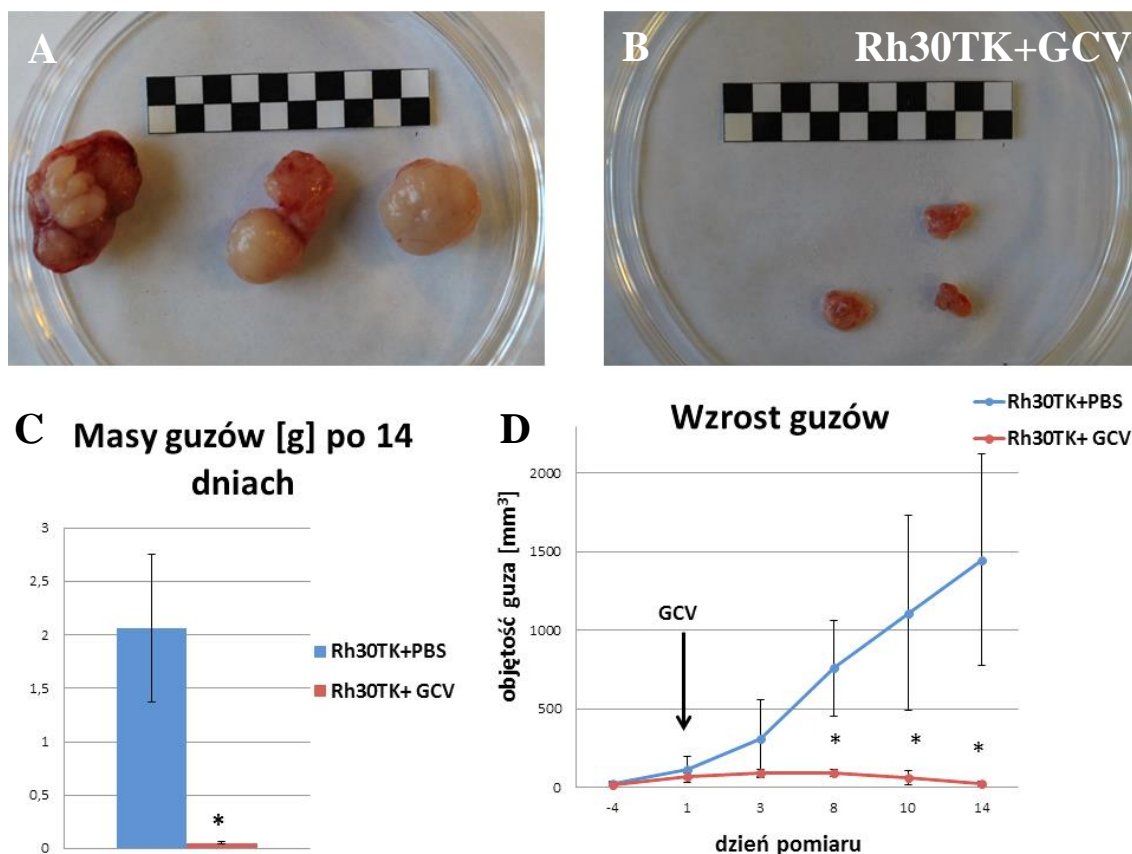 A
B
Rh30TK+GCV
C
Masy guzów [g] po 14
dniach
3
2,5
2
1,5
1
0,5
0
*
Rh30TK+PBS
Rh30TK+ GCV
D
Wzrost guzów
Rh30TK+PBS
Rh30TK+ GCV
objętość guza [mm³]
2000
1500
1000
500
0
GCV
* * *
-4 1 3 8 10 14
dzień pomiaru